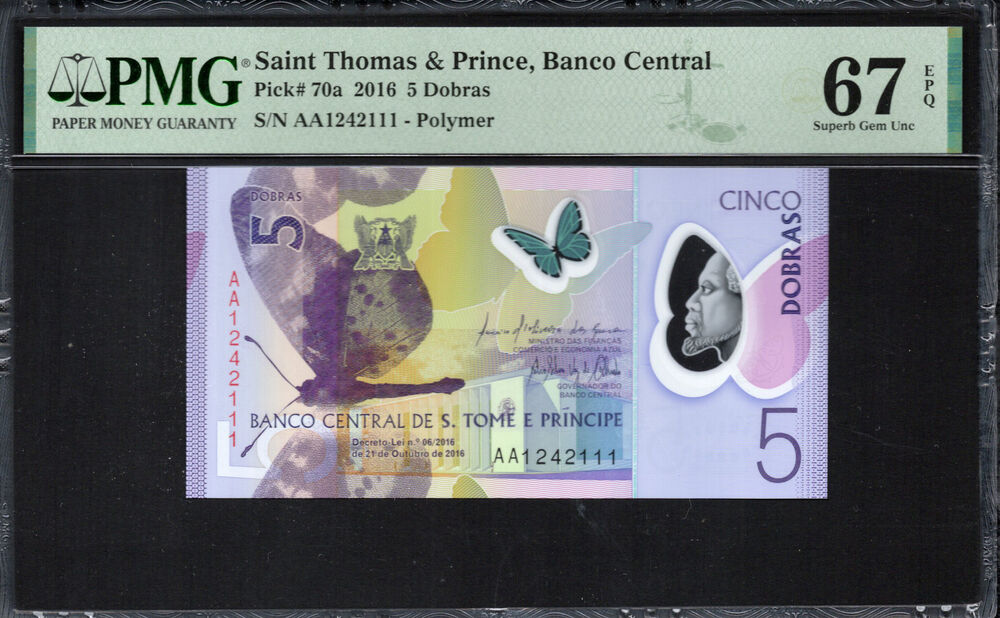 PMG®
PAPER MONEY GUARANTY
Saint Thomas & Prince, Banco Central
Pick# 70a 2016 5 Dobras
S/N AA1242111 - Polymer
67
EPQ
Superb Gem Unc
DOBRAS
5
AA1242111
MINISTRO DAS FINANÇAS
COMÉRCIO E ECONOMIA AZUL
GOVERNADOR DO
BANCO CENTRAL
BANCO CENTRAL DE S. TOMÉ E PRÍNCIPE
Decreto-Lei n.º 06/2016
de 21 de Outubro de 2016
AA1242111
CINCO
DOBRAS
5